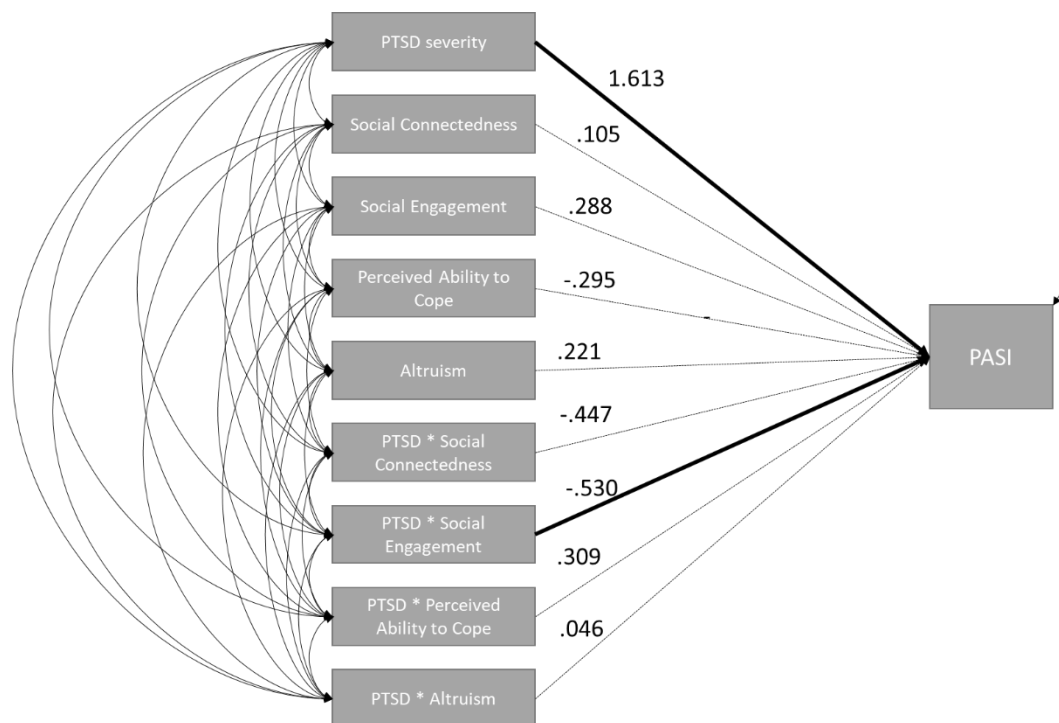 PTSD severity
1.613
Social Connectedness
.105
Social Engagement
.288
Perceived Ability to
Cope
-.295
-
Altruism
.221
PASI
PTSD * Social
Connectedness
-.447
PTSD * Social
Engagement
-.530
PTSD * Perceived
Ability to Cope
.309
PTSD * Altruism
.046